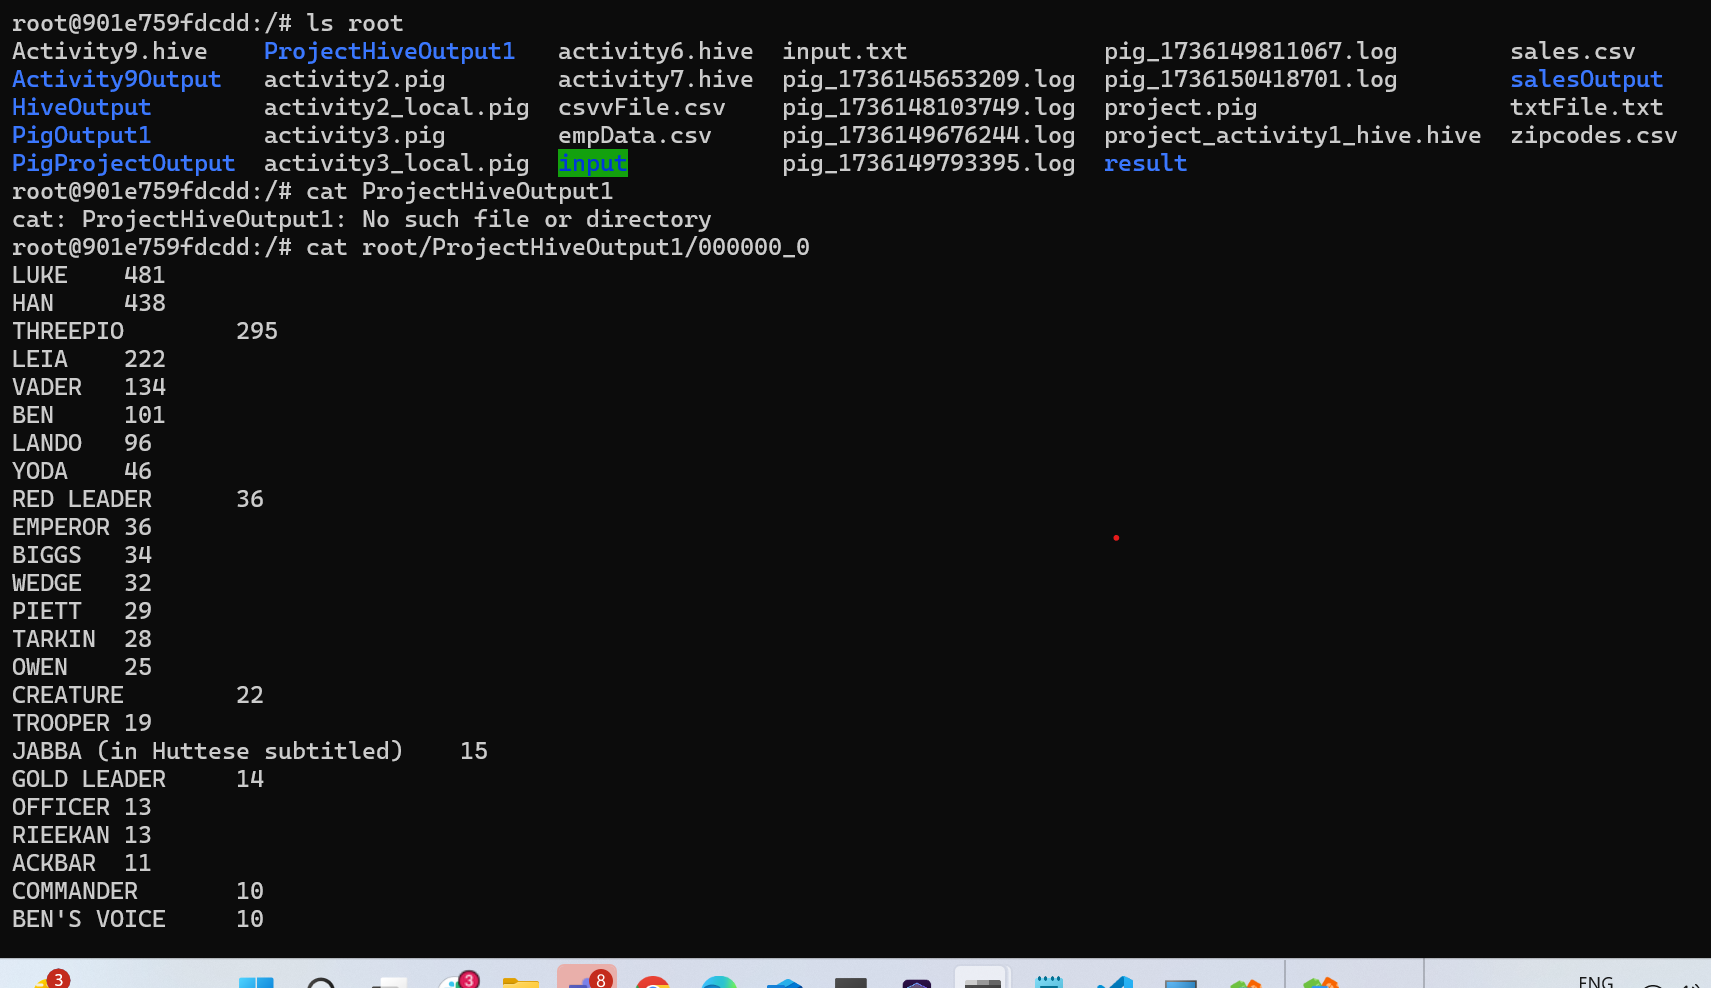 root@901e759fdcdd:/# ls root
Activity9.hive    ProjectHiveOutput1   activity6.hive  input.txt              pig_1736149811067.log        sales.csv
Activity9Output   activity2.pig        activity7.hive  pig_1736145653209.log  pig_1736150418701.log        salesOutput
HiveOutput        activity2_local.pig  csvvFile.csv    pig_1736148103749.log  project.pig                  txtFile.txt
PigOutput1        activity3.pig        empData.csv     pig_1736149676244.log  project_activity1_hive.hive  zipcodes.csv
PigProjectOutput  activity3_local.pig  input           pig_1736149793395.log  result
root@901e759fdcdd:/# cat ProjectHiveOutput1
cat: ProjectHiveOutput1: No such file or directory
root@901e759fdcdd:/# cat root/ProjectHiveOutput1/000000_0
LUKE    481
HAN     438
THREEPIO        295
LEIA    222
VADER   134
BEN     101
LANDO   96
YODA    46
RED LEADER      36
EMPEROR 36
BIGGS   34
WEDGE   32
PIETT   29
TARKIN  28
OWEN    25
CREATURE        22
TROOPER 19
JABBA (in Huttese subtitled)    15
GOLD LEADER     14
OFFICER 13
RIEEKAN 13
ACKBAR  11
COMMANDER       10
BEN'S VOICE     10
3 3 8 ENG